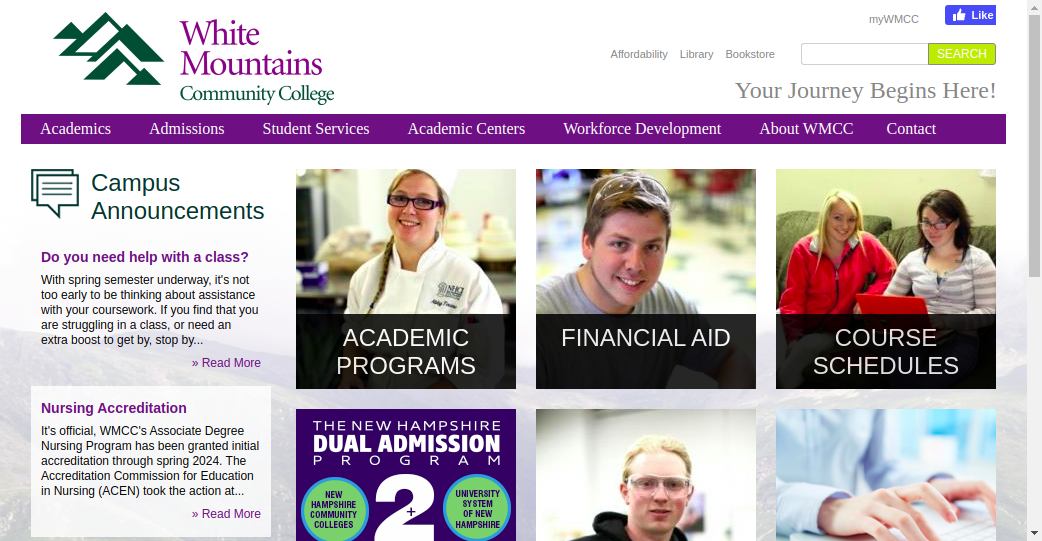 White
Mountains
Community College
myWMCC
Like
Affordability Library Bookstore
SEARCH
Your Journey Begins Here!
Academics Admissions Student Services Academic Centers Workforce Development About WMCC Contact
Campus
Announcements
Do you need help with a class?
With spring semester underway, it's not
too early to be thinking about assistance
with your coursework. If you find that you
are struggling in a class, or need an
extra boost to get by, stop by...
» Read More
Nursing Accreditation
It's official, WMCC's Associate Degree
Nursing Program has been granted initial
accreditation through spring 2024. The
Accreditation Commission for Education
in Nursing (ACEN) took the action at...
» Read More
NHCT
ACADEMIC
PROGRAMS
FINANCIAL AID
COURSE
SCHEDULES
THE NEW HAMPSHIRE
DUAL ADMISSION
PROGRAM
NEW
HAMPSHIRE
COMMUNITY
COLLEGES
2+
UNIVERSITY
SYSTEM
OF NEW
HAMPSHIRE